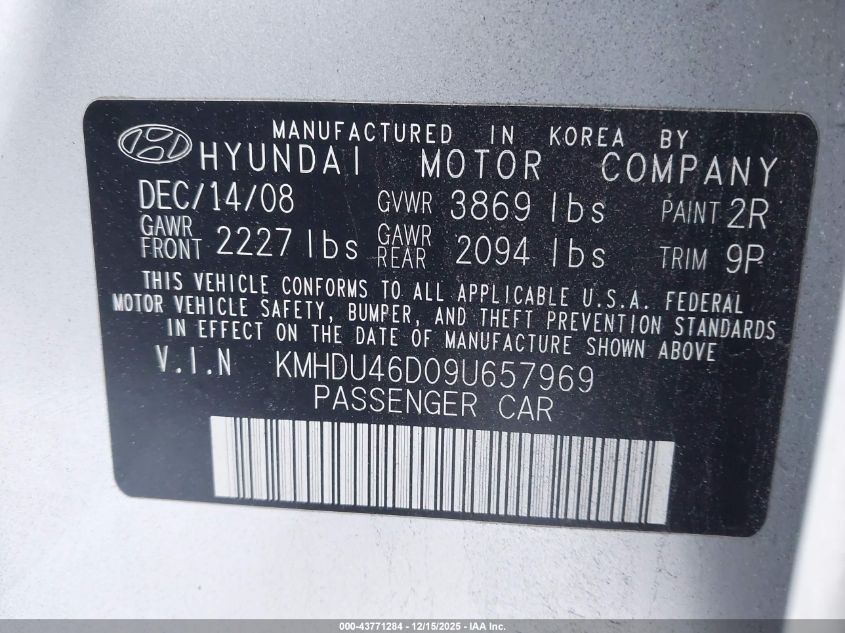 MANUFACTURED IN KOREA BY
HYUNDAI MOTOR COMPANY
DEC/14/08 GVWR 3869 lbs PAINT 2R
GAWR FRONT 2227 lbs GAWR REAR 2094 lbs TRIM 9P
THIS VEHICLE CONFORMS TO ALL APPLICABLE U.S.A. FEDERAL
MOTOR VEHICLE SAFETY, BUMPER, AND THEFT PREVENTION STANDARDS
IN EFFECT ON THE DATE OF MANUFACTURE SHOWN ABOVE
V.I.N KMHDU46D09U657969
PASSENGER CAR
000-43771284 - 12/15/2025 - IAA Inc.